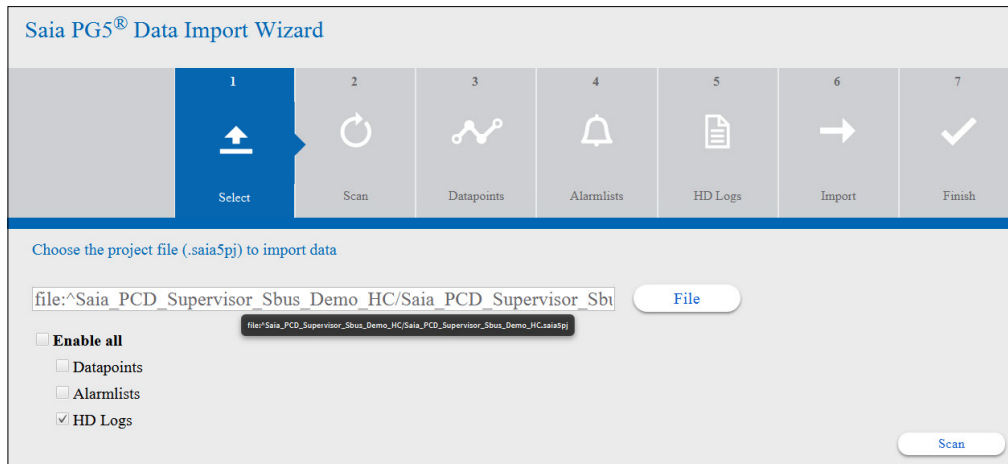 Saia PG5® Data Import Wizard
1 2 3 4 5 6 7
Select Scan Datapoints Alarmlists HD Logs Import Finish
Choose the project file (.saia5pj) to import data
file:^Saia_PCD_Supervisor_Sbus_Demo_HC/Saia_PCD_Supervisor_Sbu File
file:^Saia_PCD_Supervisor_Sbus_Demo_HC/Saia_PCD_Supervisor_Sbus_Demo_HC.saia5pj
Enable all
Datapoints
Alarmlists
HD Logs
Scan